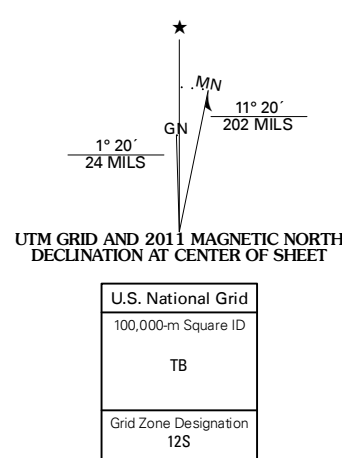 MN
11° 20´
202 MILS
GN
1° 20´
24 MILS
UTM GRID AND 2011 MAGNETIC NORTH
DECLINATION AT CENTER OF SHEET
U.S. National Grid
100,000-m Square ID
TB
Grid Zone Designation
12S